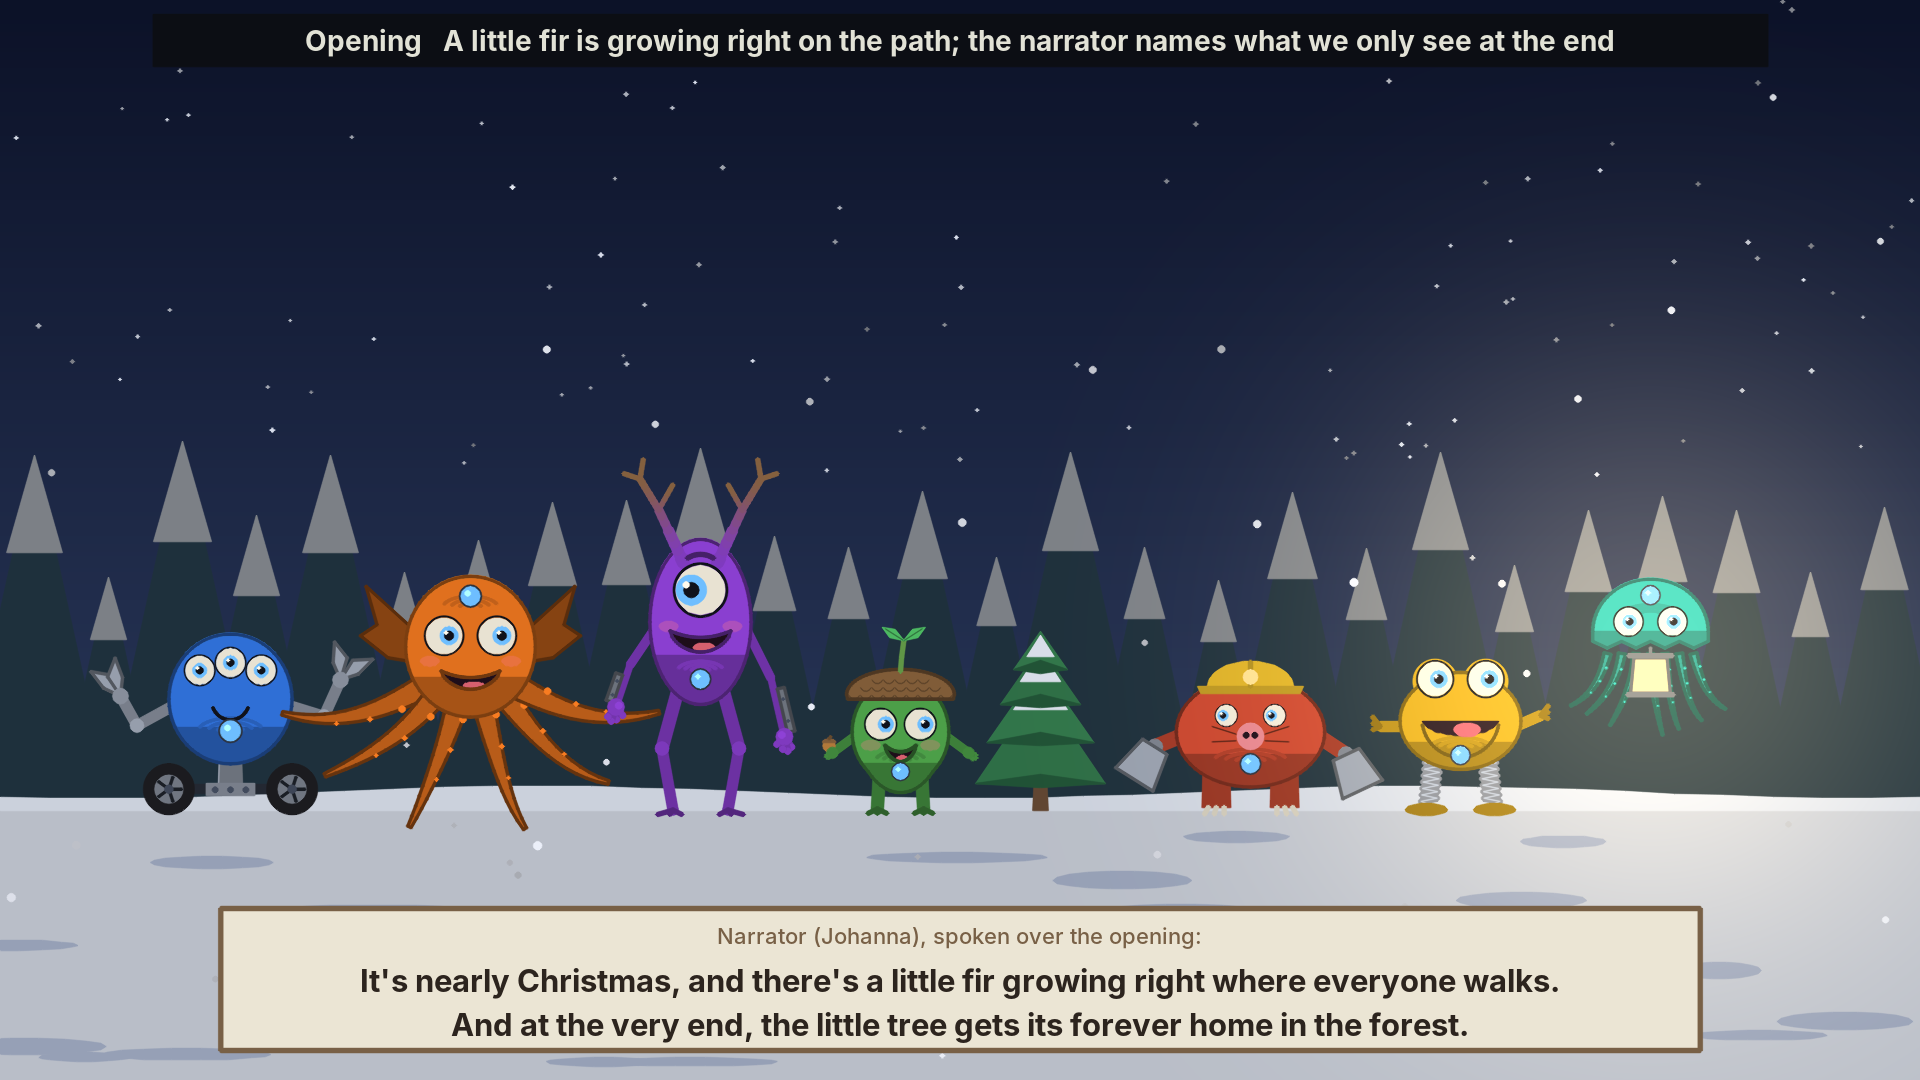 Opening   A little fir is growing right on the path; the narrator names what we only see at the end
Narrator (Johanna), spoken over the opening:
It's nearly Christmas, and there's a little fir growing right where everyone walks.
And at the very end, the little tree gets its forever home in the forest.